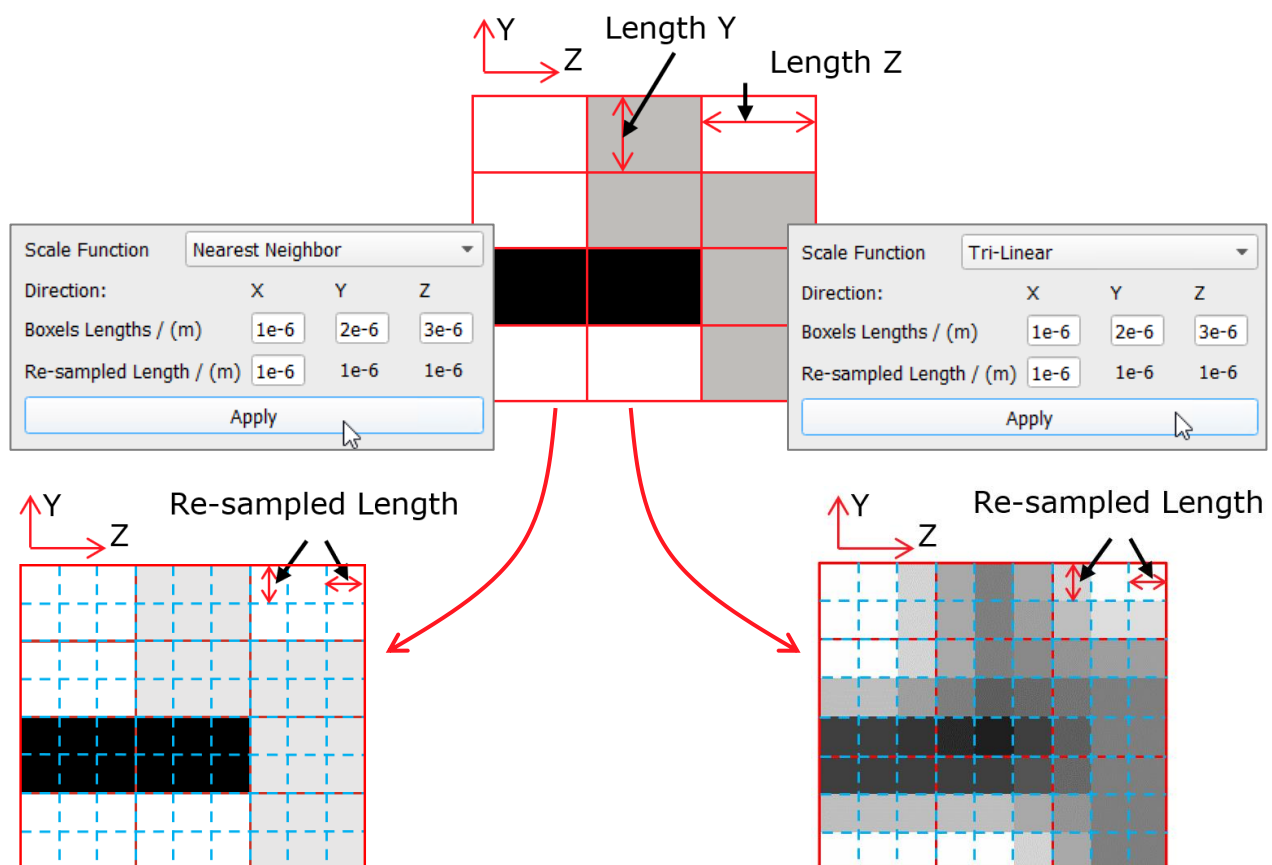 Y
Z
Length Y
Length Z
Scale Function Nearest Neighbor
Direction: X Y Z
Boxels Lengths / (m) 1e-6 2e-6 3e-6
Re-sampled Length / (m) 1e-6 1e-6 1e-6
Apply
Scale Function Tri-Linear
Direction: X Y Z
Boxels Lengths / (m) 1e-6 2e-6 3e-6
Re-sampled Length / (m) 1e-6 1e-6 1e-6
Apply
Y
Z
Re-sampled Length
Y
Z
Re-sampled Length